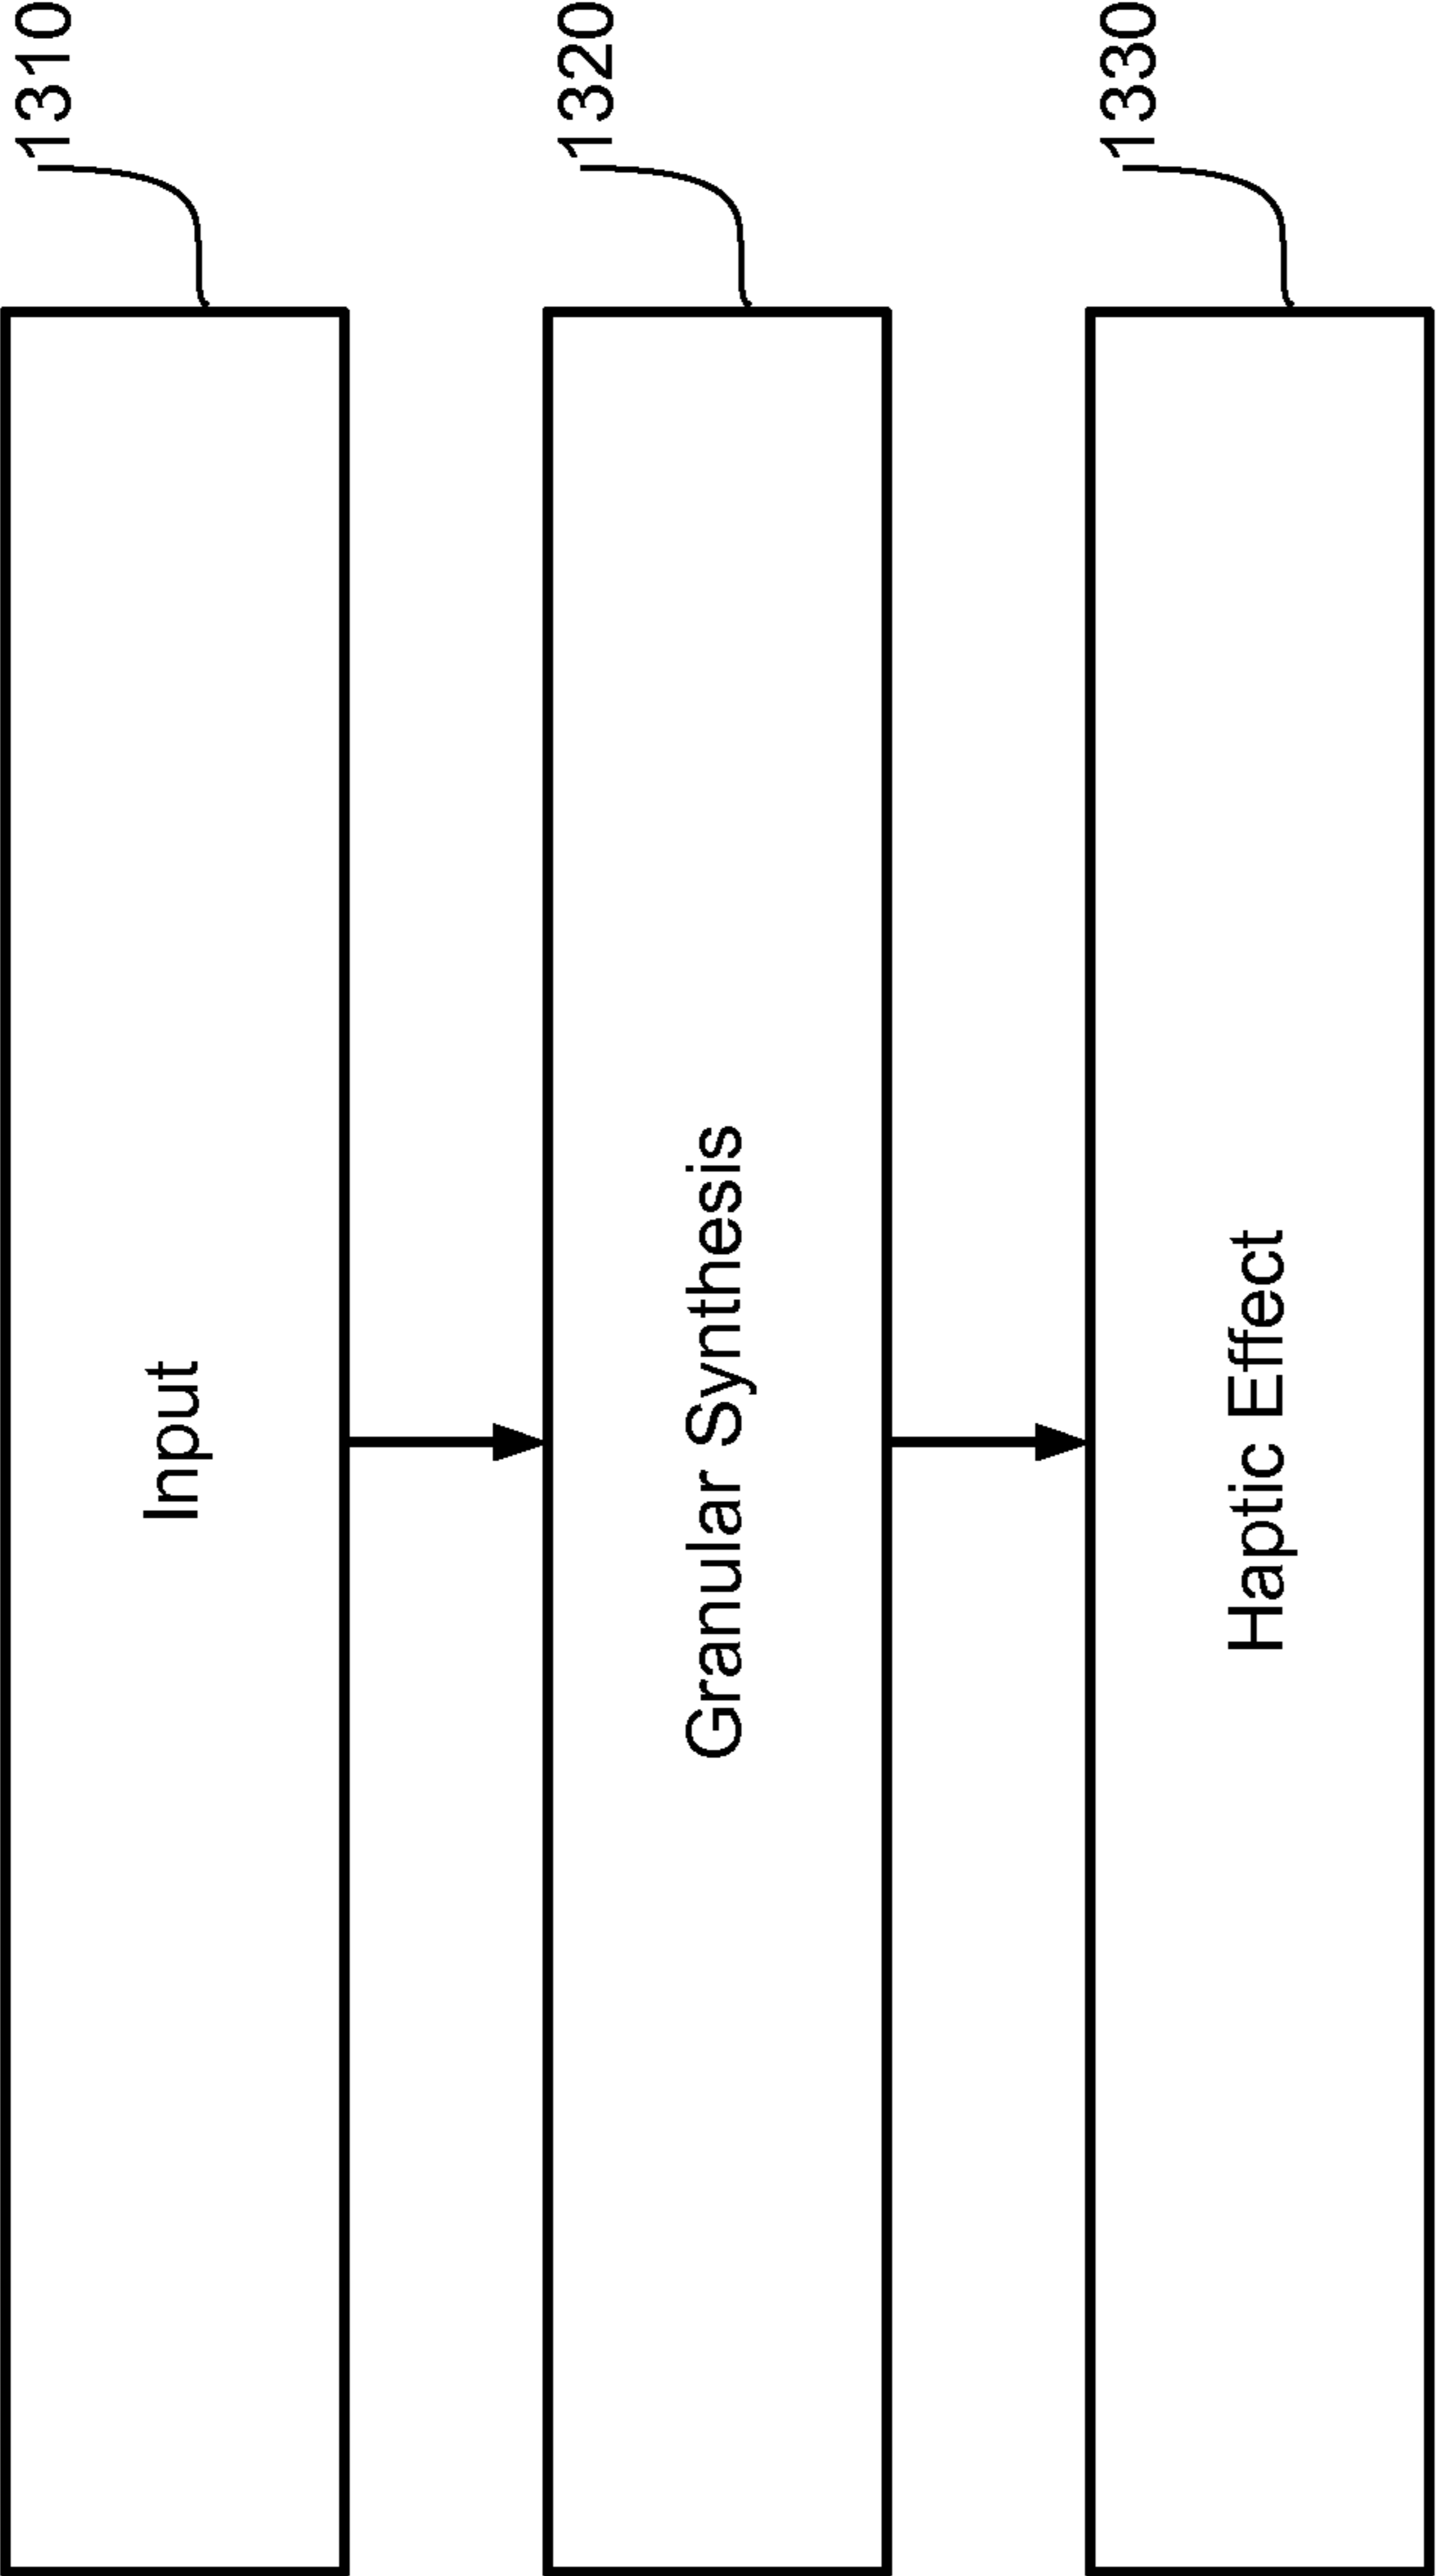 1310
Input
1320
Granular Synthesis
1330
Haptic Effect